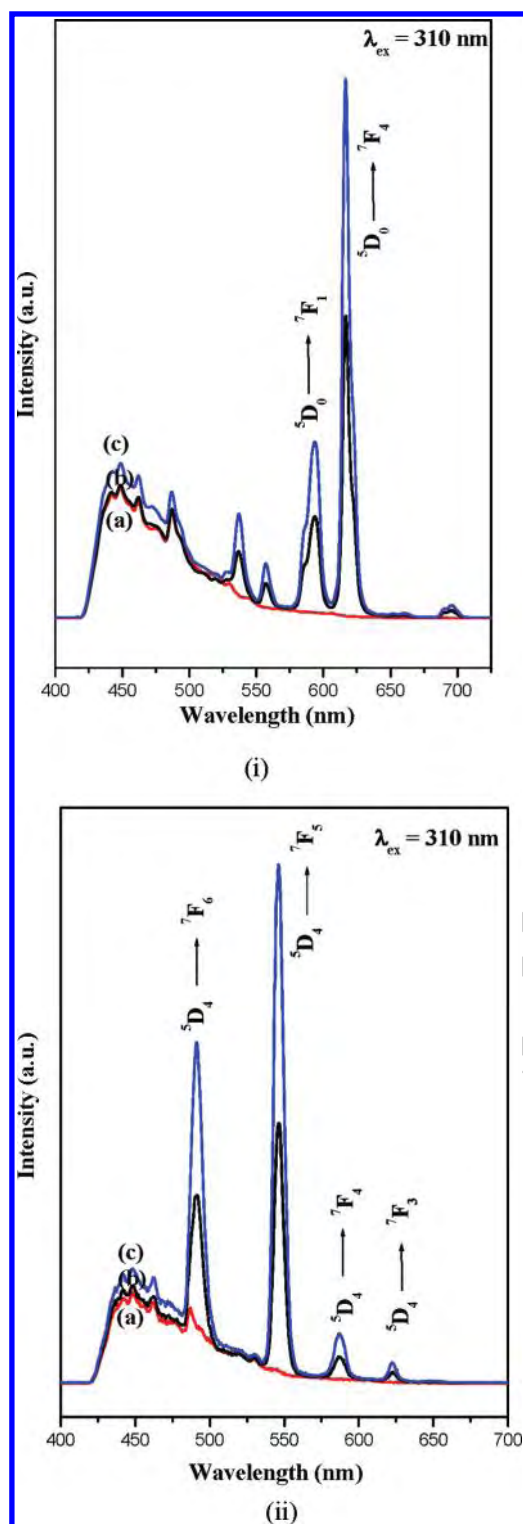 λex = 310 nm
⁵D₀ → ⁷F₄
⁵D₀ → ⁷F₁
Intensity (a.u.)
(c)
(b)
(a)
400 450 500 550 600 650 700
Wavelength (nm)
(i)
λex = 310 nm
⁵D₄ → ⁷F₅
⁵D₄ → ⁷F₆
Intensity (a.u.)
⁵D₄ → ⁷F₄
⁵D₄ → ⁷F₃
(c)
(b)
(a)
400 450 500 550 600 650 700
Wavelength (nm)
(ii)